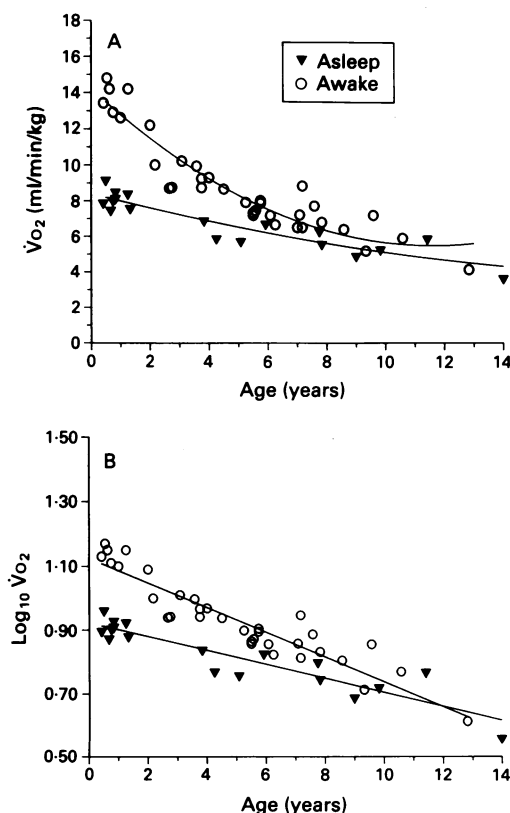 A
Asleep
Awake
V̇o₂ (ml/min/kg)
18
16
14
12
10
8
6
4
2
0
0 2 4 6 8 10 12 14
Age (years)
B
Log₁₀ V̇o₂
1·50
1·30
1·10
0·90
0·70
0·50
0 2 4 6 8 10 12 14
Age (years)